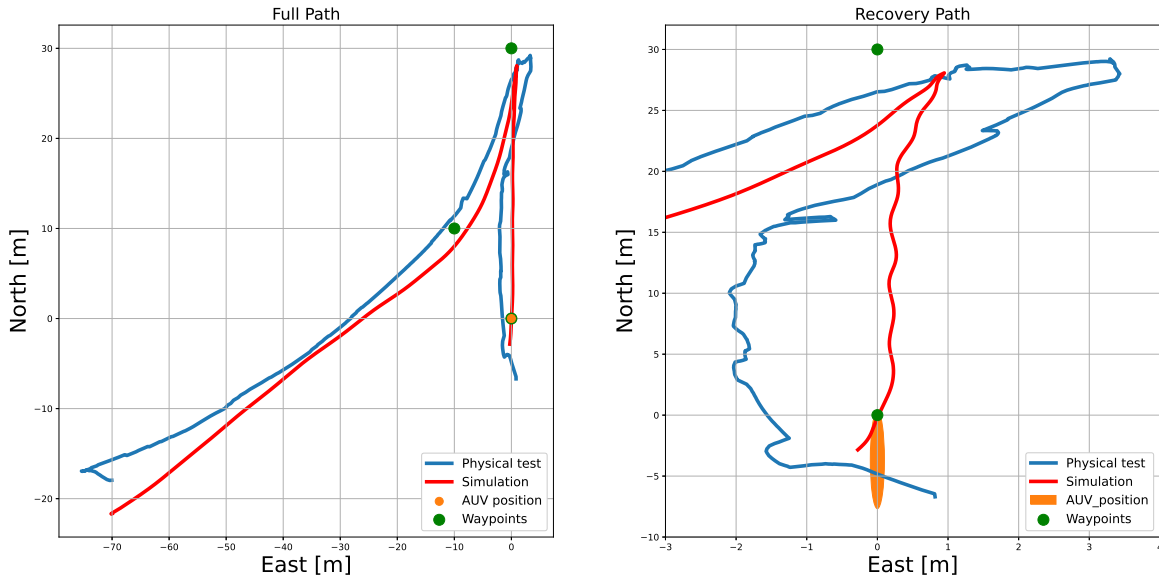 Full Path
30
20
10
0
−10
−20
−70
−60
−50
−40
−30
−20
−10
0
North [m]
East [m]
Physical test
Simulation
AUV position
Waypoints
Recovery Path
30
25
20
15
10
5
0
−5
−10
−3
−2
−1
0
1
2
3
North [m]
East [m]
Physical test
Simulation
AUV_position
Waypoints